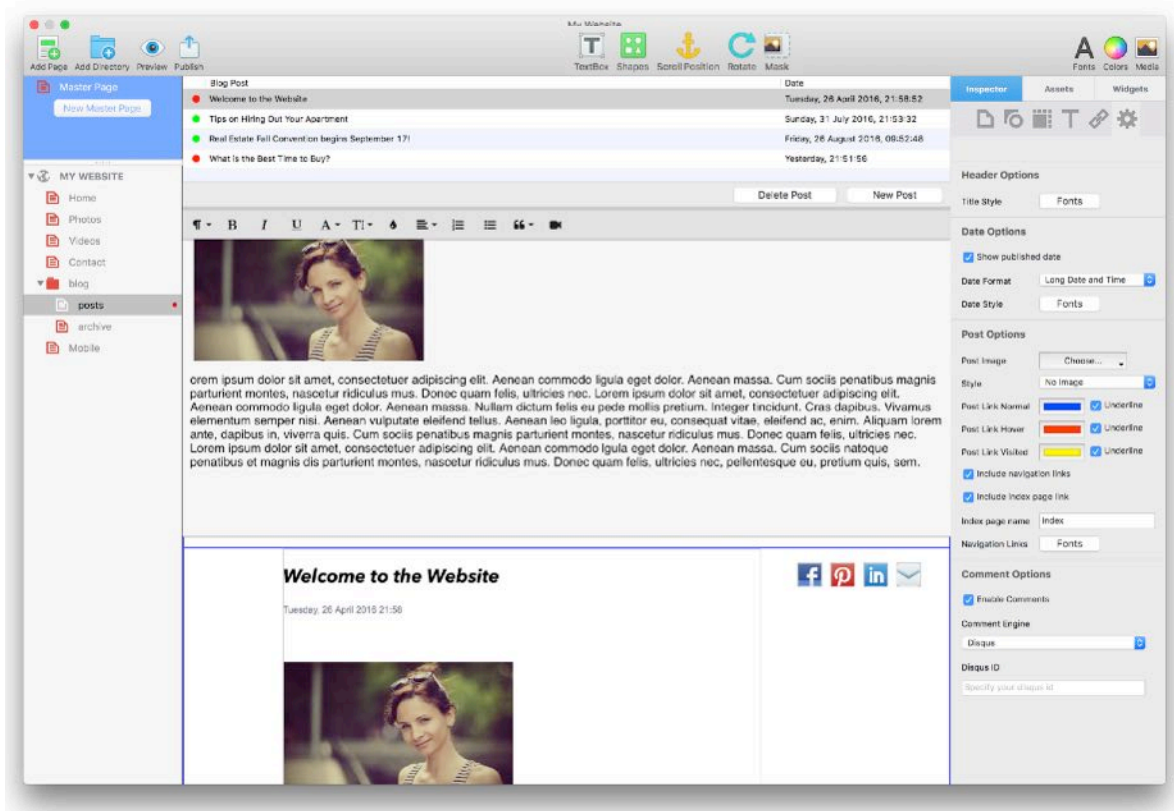 My Website
Add Page Add Directory Preview Publish
TextBox Shapes Scroll Position Rotate Mask
Fonts Colors Media
Master Page
New Master Page
MY WEBSITE
Home
Photos
Videos
Contact
blog
posts
archive
Mobile
Blog Post Date
Welcome to the Website Tuesday, 26 April 2016, 21:58:52
Tips on Hiring Out Your Apartment Sunday, 31 July 2016, 21:53:32
Real Estate Fall Convention begins September 17! Friday, 26 August 2016, 09:52:48
What is the Best Time to Buy? Yesterday, 21:51:56
Delete Post New Post
B I U A TI
orem ipsum dolor sit amet, consectetuer adipiscing elit. Aenean commodo ligula eget dolor. Aenean massa. Cum sociis penatibus magnis
parturient montes, nascetur ridiculus mus. Donec quam felis, ultricies nec. Lorem ipsum dolor sit amet, consectetuer adipiscing elit.
Aenean commodo ligula eget dolor. Aenean massa. Nullam dictum felis eu pede mollis pretium. Integer tincidunt. Cras dapibus. Vivamus
elementum semper nisi. Aenean vulputate eleifend tellus. Aenean leo ligula, porttitor eu, consequat vitae, eleifend ac, enim. Aliquam lorem
ante, dapibus in, viverra quis. Cum sociis penatibus magnis parturient montes, nascetur ridiculus mus. Donec quam felis, ultricies nec.
Lorem ipsum dolor sit amet, consectetuer adipiscing elit. Aenean commodo lgula eget dolor. Aenean massa. Cum sociis natoque
penatibus et magnis dis parturient montes, nascetur ridiculus mus. Donec quam felis, ultricies nec, pellentesque eu, pretium quis, sem.
Welcome to the Website
Tuesday, 26 April 2016 21:58
Inspector Assets Widgets
Header Options
Title Style Fonts
Date Options
Show published date
Date Format Long Date and Time
Date Style Fonts
Post Options
Post Image Choose...
Style No Image
Post Link Normal Underline
Post Link Hover Underline
Post Link Visited Underline
Include navigation links
Include Index page link
Index page name Index
Navigation Links Fonts
Comment Options
Enable Comments
Comment Engine
Disqus
Disqus ID
Specify your disqus id